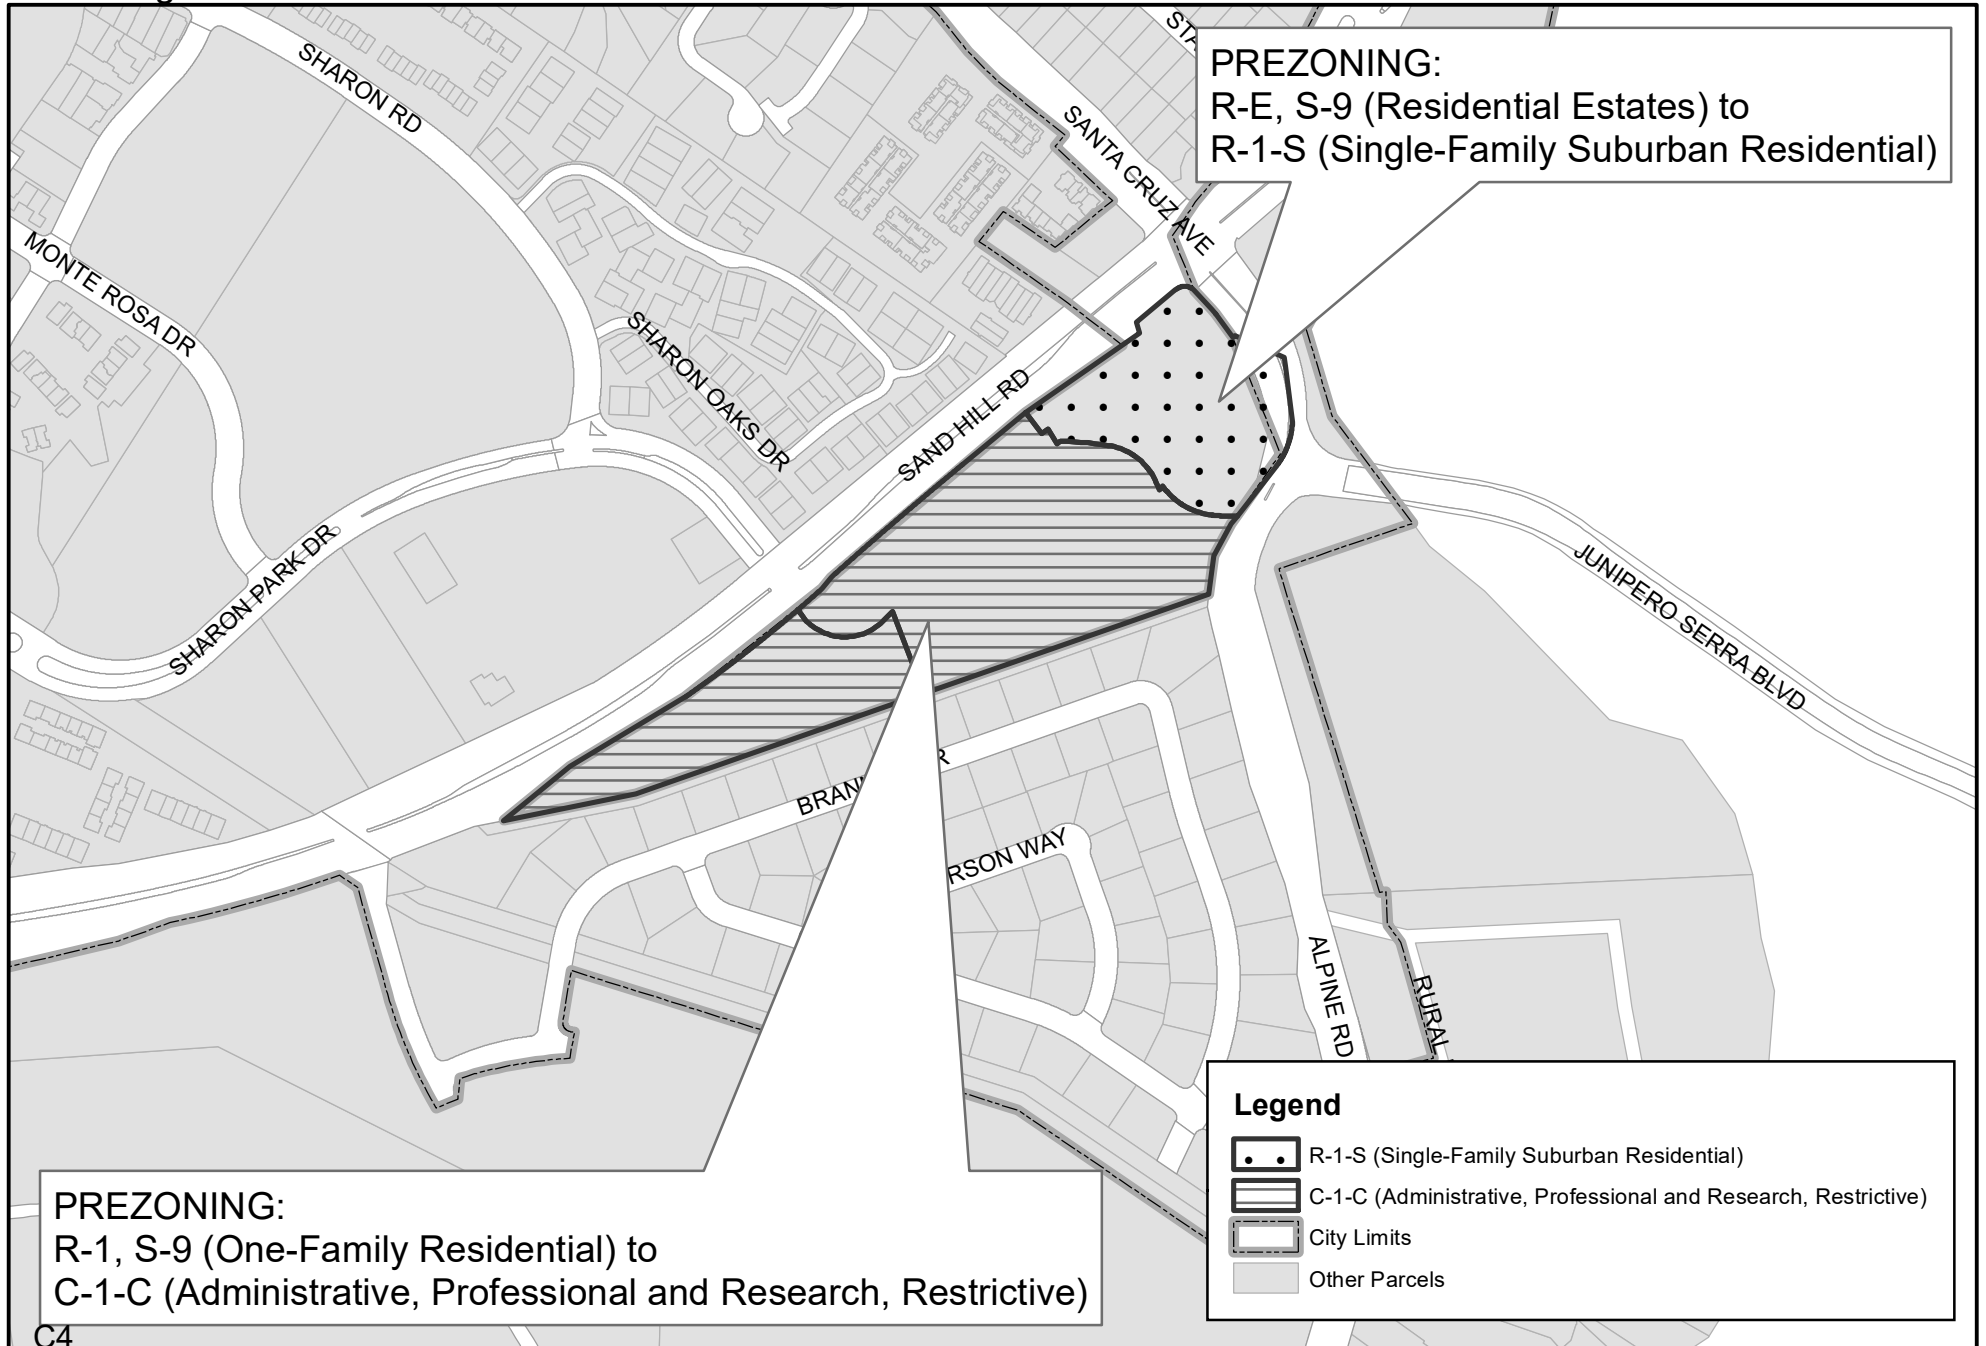 STA
PREZONING:
R-E, S-9 (Residential Estates) to
R-1-S (Single-Family Suburban Residential)
SHARON RD
SANTA CRUZ AVE
MONTE ROSA DR
SHARON OAKS DR
SAND HILL RD
SHARON PARK DR
JUNIPERO SERRA BLVD
BRAN
R
RSON WAY
ALPINE RD
RURAL
Legend
R-1-S (Single-Family Suburban Residential)
C-1-C (Administrative, Professional and Research, Restrictive)
City Limits
Other Parcels
PREZONING:
R-1, S-9 (One-Family Residential) to
C-1-C (Administrative, Professional and Research, Restrictive)
C4